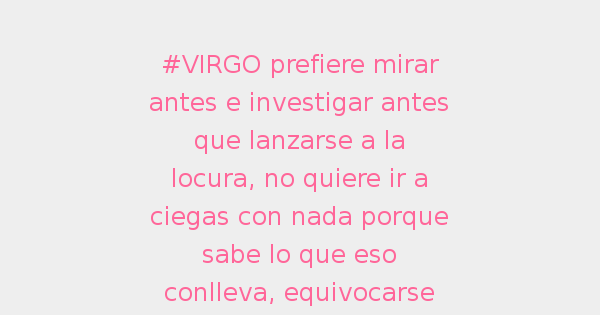 #VIRGO prefiere mirar
antes e investigar antes
que lanzarse a la
locura, no quiere ir a
ciegas con nada porque
sabe lo que eso
conlleva, equivocarse